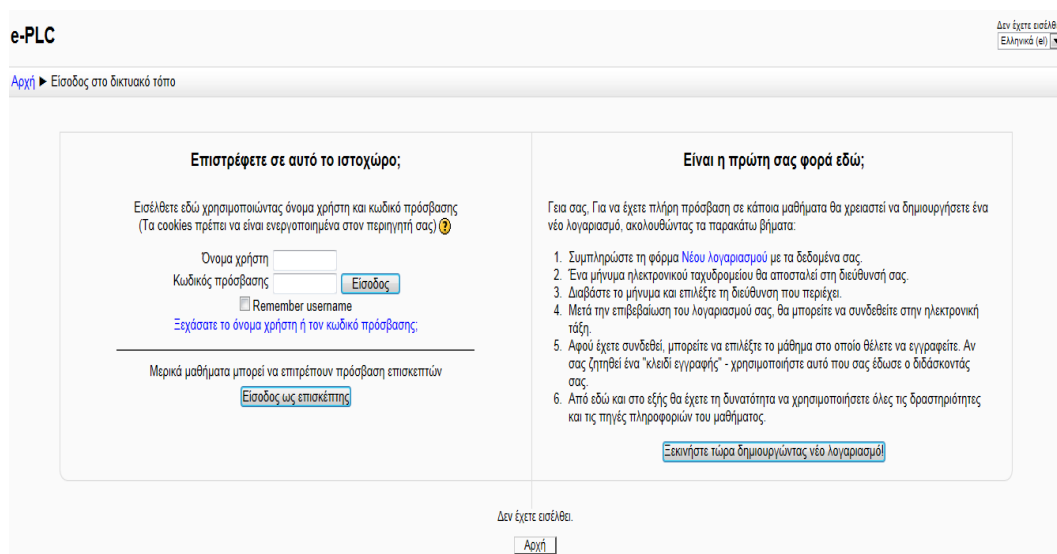 e-PLC
Δεν έχετε εισέλθει
Ελληνικά (el)
Αρχή ► Είσοδος στο δικτυακό τόπο
Επιστρέφετε σε αυτό το ιστοχώρο;
Εισέλθετε εδώ χρησιμοποιώντας όνομα χρήστη και κωδικό πρόσβασης
(Τα cookies πρέπει να είναι ενεργοποιημένα στον περιηγητή σας) ?
Όνομα χρήστη
Κωδικός πρόσβασης Είσοδος
Remember username
Ξεχάσατε το όνομα χρήστη ή τον κωδικό πρόσβασης;
Μερικά μαθήματα μπορεί να επιτρέπουν πρόσβαση επισκεπτών
Είσοδος ως επισκέπτης
Είναι η πρώτη σας φορά εδώ;
Γεια σας, Για να έχετε πλήρη πρόσβαση σε κάποια μαθήματα θα χρειαστεί να δημιουργήσετε ένα
νέο λογαριασμό, ακολουθώντας τα παρακάτω βήματα:
1. Συμπληρώστε τη φόρμα Νέου λογαριασμού με τα δεδομένα σας.
2. Ένα μήνυμα ηλεκτρονικού ταχυδρομείου θα αποσταλεί στη διεύθυνσή σας.
3. Διαβάστε το μήνυμα και επιλέξτε τη διεύθυνση που περιέχει.
4. Μετά την επιβεβαίωση του λογαριασμού σας, θα μπορείτε να συνδεθείτε στην ηλεκτρονική
τάξη.
5. Αφού έχετε συνδεθεί, μπορείτε να επιλέξτε το μάθημα στο οποίο θέλετε να εγγραφείτε. Αν
σας ζητηθεί ένα "κλειδί εγγραφής" - χρησιμοποιήστε αυτό που σας έδωσε ο διδάσκοντάς
σας.
6. Από εδώ και στο εξής θα έχετε τη δυνατότητα να χρησιμοποιήσετε όλες τις δραστηριότητες
και τις πηγές πληροφοριών του μαθήματος.
Ξεκινήστε τώρα δημιουργώντας νέο λογαριασμό!
Δεν έχετε εισέλθει.
Αρχή